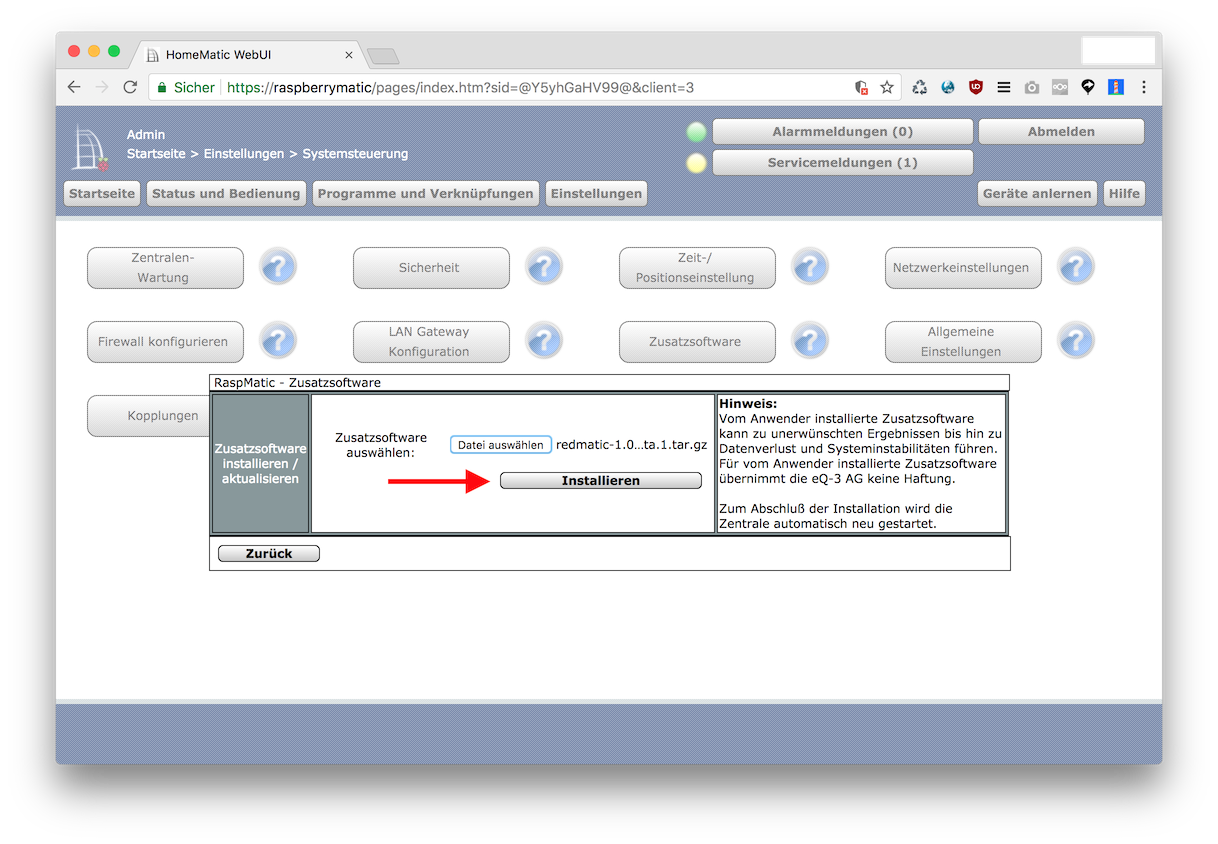 HomeMatic WebUI
Sicher https://raspberrymatic/pages/index.htm?sid=@Y5yhGaHV99@&client=3
Admin
Startseite > Einstellungen > Systemsteuerung
Alarmmeldungen (0)
Abmelden
Servicemeldungen (1)
Startseite
Status und Bedienung
Programme und Verknüpfungen
Einstellungen
Geräte anlernen
Hilfe
Zentralen-
Wartung
Sicherheit
Zeit-/
Positionseinstellung
Netzwerkeinstellungen
Firewall konfigurieren
LAN Gateway
Konfiguration
Zusatzsoftware
Allgemeine
Einstellungen
Kopplungen
RaspMatic - Zusatzsoftware
Zusatzsoftware
installieren /
aktualisieren
Zusatzsoftware
auswählen:
Datei auswählen redmatic-1.0...ta.1.tar.gz
Installieren
Hinweis:
Vom Anwender installierte Zusatzsoftware
kann zu unerwünschten Ergebnissen bis hin zu
Datenverlust und Systeminstabilitäten führen.
Für vom Anwender installierte Zusatzsoftware
übernimmt die eQ-3 AG keine Haftung.
Zum Abschluß der Installation wird die
Zentrale automatisch neu gestartet.
Zurück